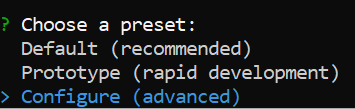 ? Choose a preset:
Default (recommended)
Prototype (rapid development)
> Configure (advanced)